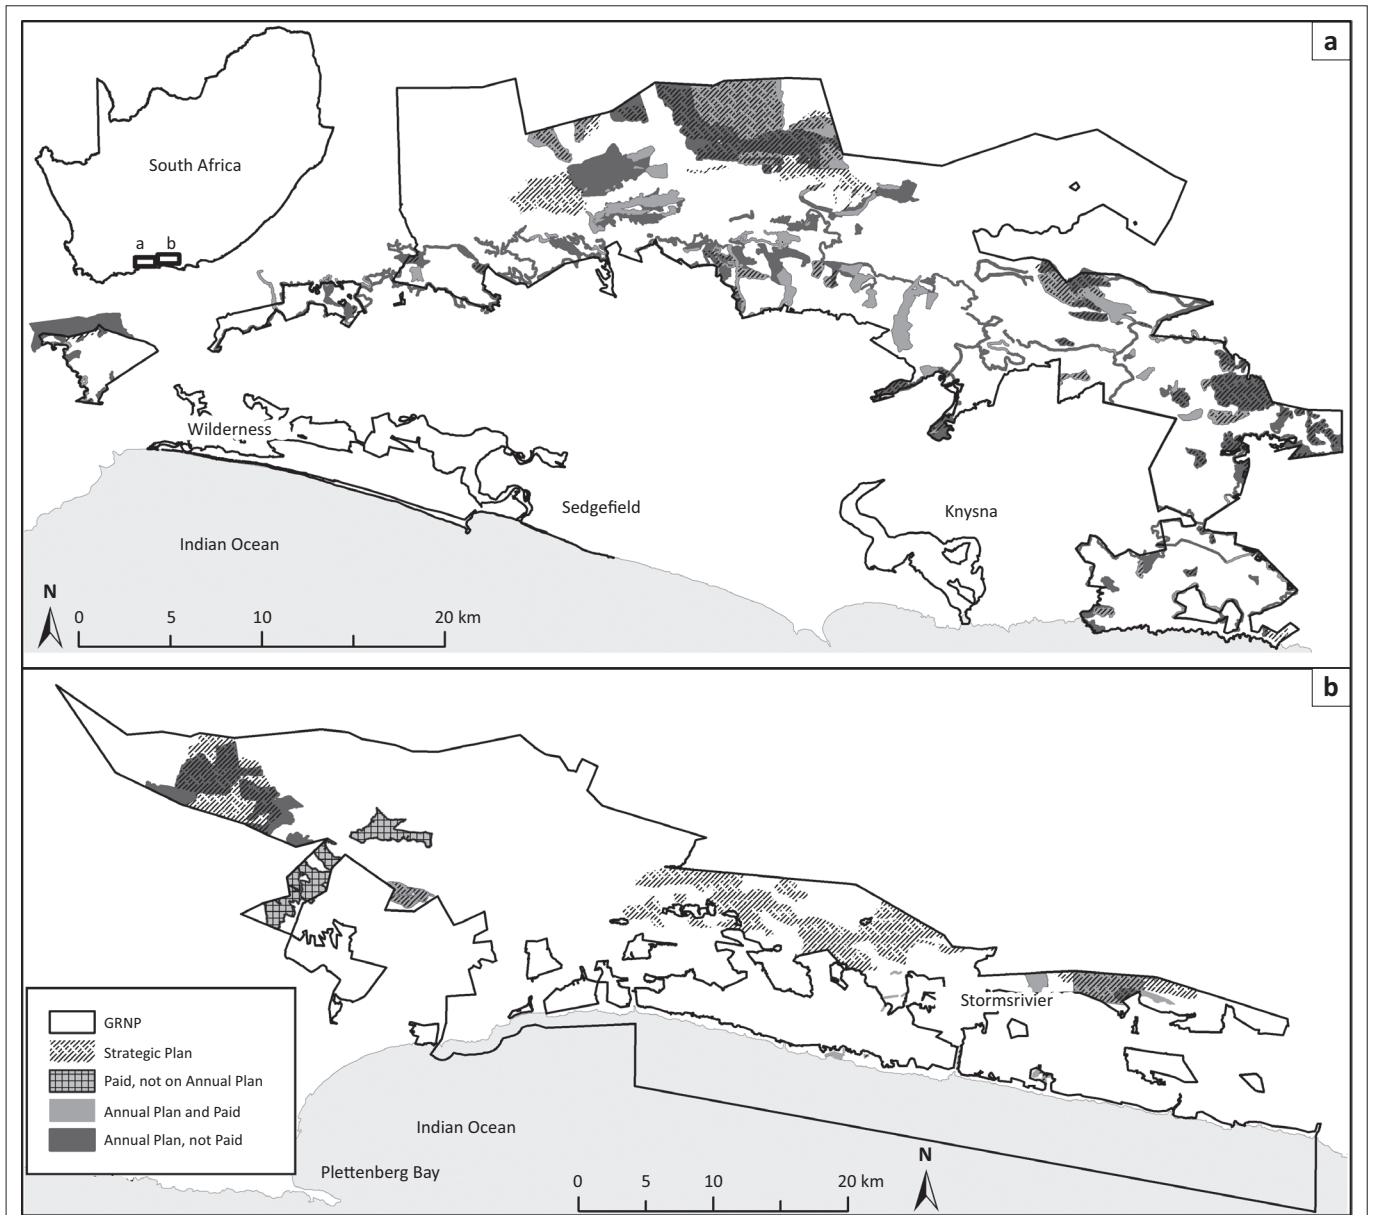 a
South Africa
a b
Wilderness
Sedgefield
Knysna
Indian Ocean
N
0 5 10 20 km
b
Stormsrivier
GRNP
Strategic Plan
Paid, not on Annual Plan
Annual Plan and Paid
Annual Plan, not Paid
Indian Ocean
Plettenberg Bay
N
0 5 10 20 km